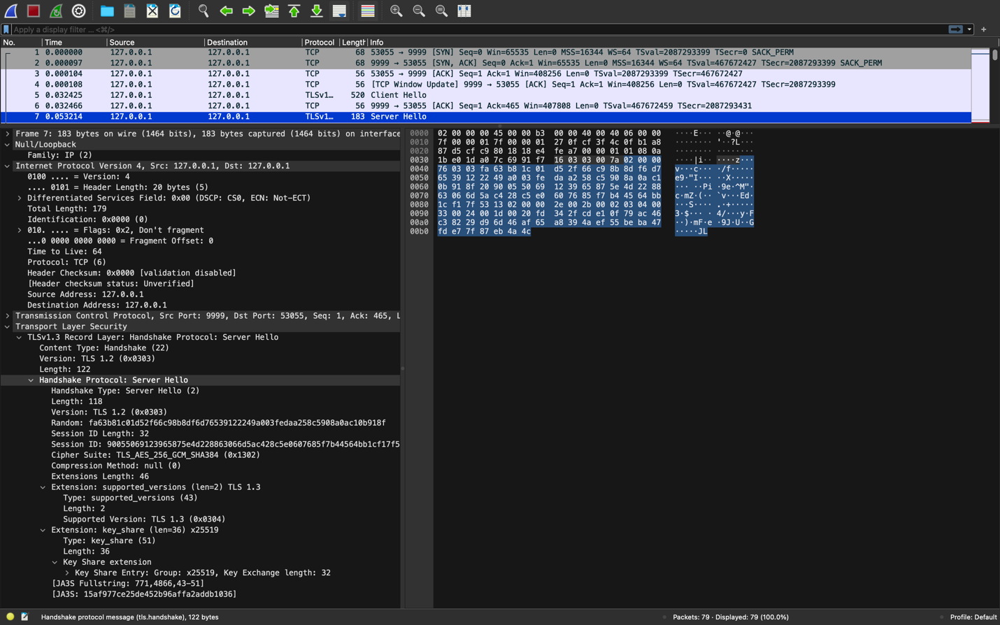 Apply a display filter ... <⌘/>
No. Time Source Destination Protocol Length Info
1 0.000000 127.0.0.1 127.0.0.1 TCP 68 53055 → 9999 [SYN] Seq=0 Win=65535 Len=0 MSS=16344 WS=64 TSval=2087293399 TSecr=0 SACK_PERM
2 0.000097 127.0.0.1 127.0.0.1 TCP 68 9999 → 53055 [SYN, ACK] Seq=0 Ack=1 Win=65535 Len=0 MSS=16344 WS=64 TSval=467672427 TSecr=2087293399 SACK_PERM
3 0.000104 127.0.0.1 127.0.0.1 TCP 56 53055 → 9999 [ACK] Seq=1 Ack=1 Win=408256 Len=0 TSval=2087293399 TSecr=467672427
4 0.000108 127.0.0.1 127.0.0.1 TCP 56 [TCP Window Update] 9999 → 53055 [ACK] Seq=1 Ack=1 Win=408256 Len=0 TSval=467672427 TSecr=2087293399
5 0.032425 127.0.0.1 127.0.0.1 TLSv1… 520 Client Hello
6 0.032466 127.0.0.1 127.0.0.1 TCP 56 9999 → 53055 [ACK] Seq=1 Ack=465 Win=407808 Len=0 TSval=467672459 TSecr=2087293431
7 0.053214 127.0.0.1 127.0.0.1 TLSv1… 183 Server Hello
Frame 7: 183 bytes on wire (1464 bits), 183 bytes captured (1464 bits) on interface
Null/Loopback
Family: IP (2)
Internet Protocol Version 4, Src: 127.0.0.1, Dst: 127.0.0.1
0100 .... = Version: 4
.... 0101 = Header Length: 20 bytes (5)
Differentiated Services Field: 0x00 (DSCP: CS0, ECN: Not-ECT)
Total Length: 179
Identification: 0x0000 (0)
010. .... = Flags: 0x2, Don't fragment
...0 0000 0000 0000 = Fragment Offset: 0
Time to Live: 64
Protocol: TCP (6)
Header Checksum: 0x0000 [validation disabled]
[Header checksum status: Unverified]
Source Address: 127.0.0.1
Destination Address: 127.0.0.1
Transmission Control Protocol, Src Port: 9999, Dst Port: 53055, Seq: 1, Ack: 465, L
Transport Layer Security
TLSv1.3 Record Layer: Handshake Protocol: Server Hello
Content Type: Handshake (22)
Version: TLS 1.2 (0x0303)
Length: 122
Handshake Protocol: Server Hello
Handshake Type: Server Hello (2)
Length: 118
Version: TLS 1.2 (0x0303)
Random: fa63b81c01d52f66c98b8df6d76539122249a003fedaa258c5908a0ac10b918f
Session ID Length: 32
Session ID: 90055069123965875e4d228863066d5ac428c5e0607685f7b44564bb1cf17f5
Cipher Suite: TLS_AES_256_GCM_SHA384 (0x1302)
Compression Method: null (0)
Extensions Length: 46
Extension: supported_versions (len=2) TLS 1.3
Type: supported_versions (43)
Length: 2
Supported Version: TLS 1.3 (0x0304)
Extension: key_share (len=36) x25519
Type: key_share (51)
Length: 36
Key Share extension
Key Share Entry: Group: x25519, Key Exchange length: 32
[JA3S Fullstring: 771,4866,43-51]
[JA3S: 15af977ce25de452b96affa2addb1036]
0000 02 00 00 00 45 00 00 b3 00 00 40 00 40 06 00 00 ····E··· ··@·@···
0010 7f 00 00 01 7f 00 00 01 27 0f cf 3f 4c 0f b1 a8 ········ '··?L···
0020 87 d5 cf c9 80 18 18 e4 fe a7 00 00 01 01 08 0a ········ ········
0030 1b e0 1d a0 7c 69 91 f7 16 03 03 00 7a 02 00 00 ····|i·· ····z···
0040 76 03 03 fa 63 b8 1c 01 d5 2f 66 c9 8b 8d f6 d7 v···c··· ·/f·····
0050 65 39 12 22 49 a0 03 fe da a2 58 c5 90 8a 0a c1 e9·"I··· ··X·····
0060 0b 91 8f 20 90 05 50 69 12 39 65 87 5e 4d 22 88 ··· ··Pi ·9e·^M"·
0070 63 06 6d 5a c4 28 c5 e0 60 76 85 f7 b4 45 64 bb c·mZ·(·· `v···Ed·
0080 1c f1 7f 53 13 02 00 00 2e 00 2b 00 02 03 04 00 ···S···· .·+·····
0090 33 00 24 00 1d 00 20 fd 34 2f cd e1 0f 79 ac 46 3·$··· · 4/···y·F
00a0 c3 82 29 d9 6d 46 af 65 a8 39 4a ef 55 be ba 47 ··)·mF·e ·9J·U··G
00b0 fd e7 7f 87 eb 4a 4c ·····JL
Handshake protocol message (tls.handshake), 122 bytes
Packets: 79 · Displayed: 79 (100.0%)
Profile: Default